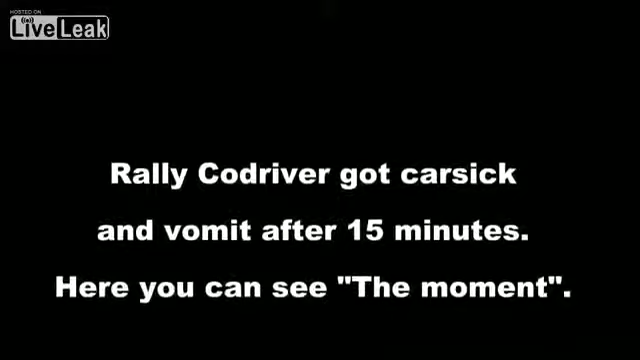 HOSTED ON
LiveLeak
Rally Codriver got carsick
and vomit after 15 minutes.
Here you can see "The moment".